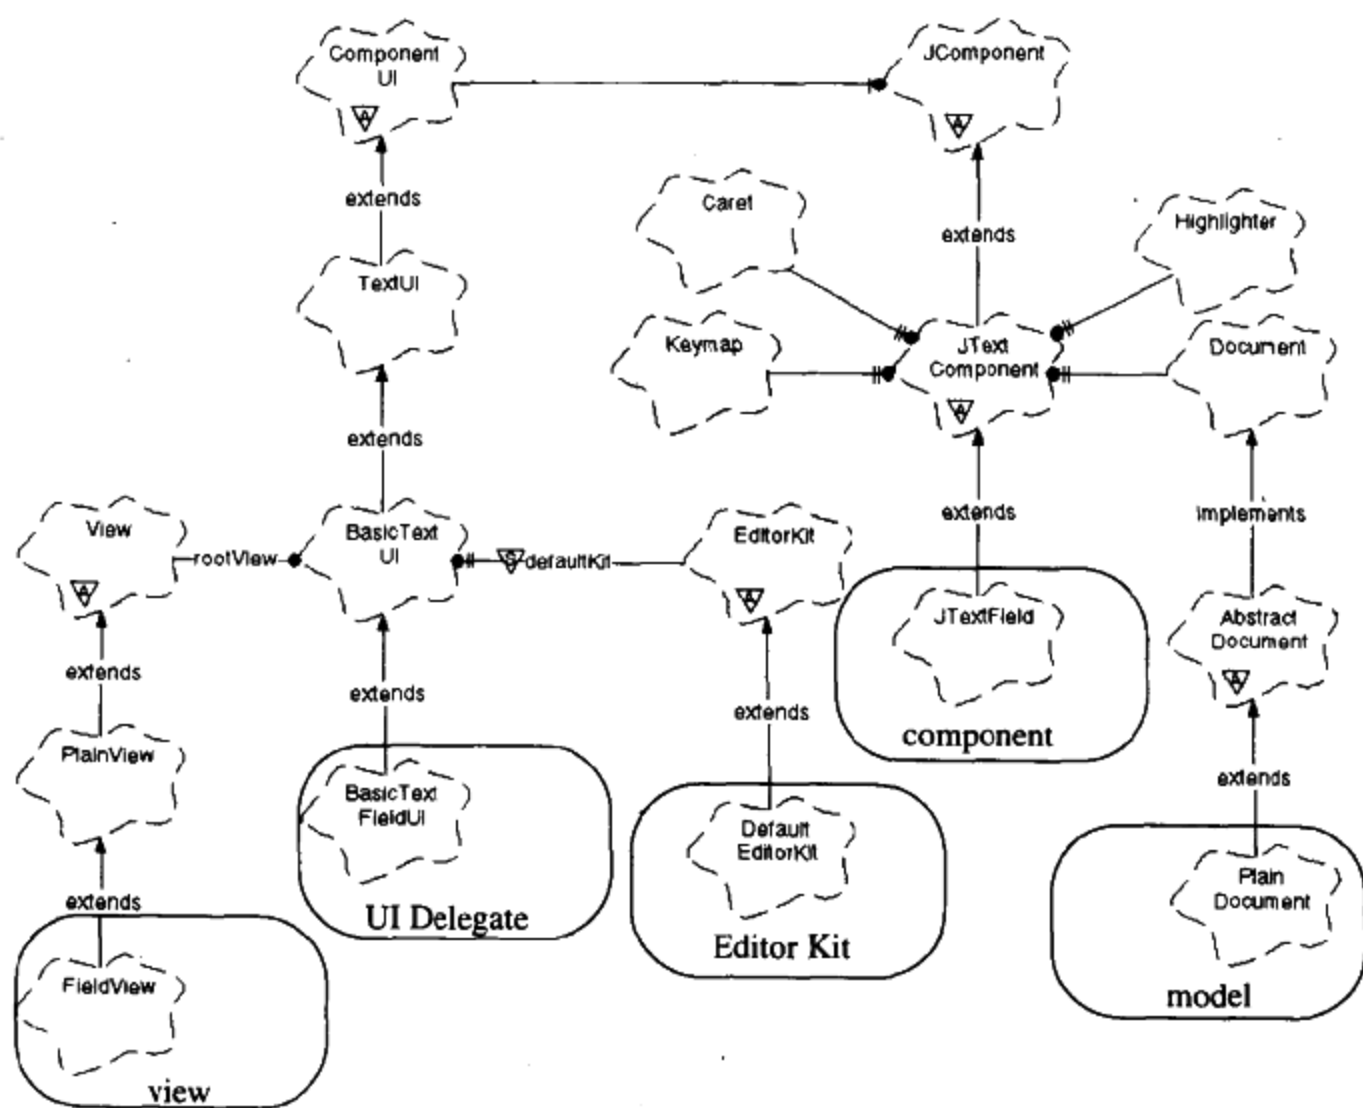 Component
UI
A
JComponent
A
extends
Caret
extends
Highlighter
TextUI
Keymap
JText
Component
A
Document
extends
View
A
rootView
BasicText
UI
S
defaultKit
EditorKit
A
extends
implements
JTextField
component
Abstract
Document
A
extends
extends
extends
PlainView
BasicText
FieldUI
UI Delegate
Default
EditorKit
Editor Kit
extends
Plain
Document
model
extends
FieldView
view